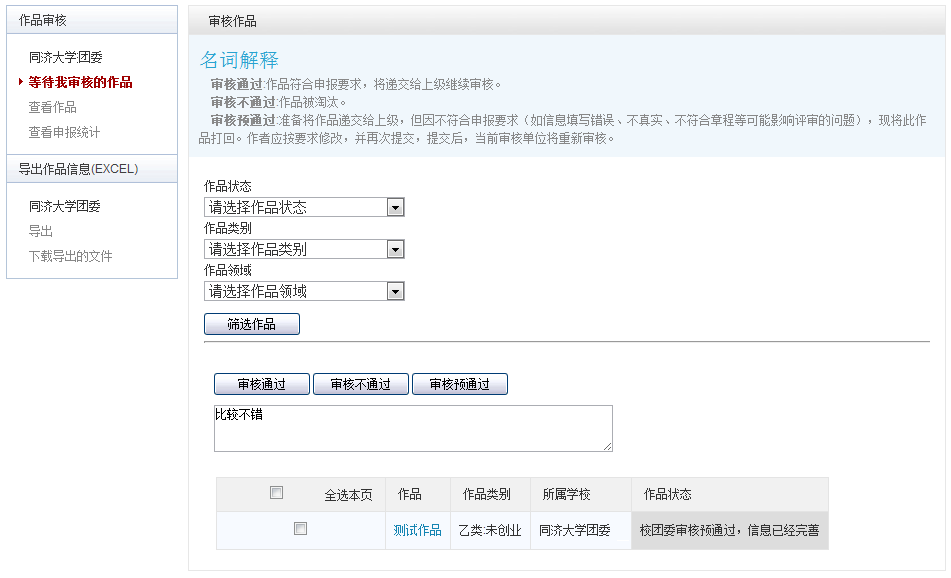 作品审核
同济大学团委
等待我审核的作品
查看作品
查看申报统计
导出作品信息(EXCEL)
同济大学团委
导出
下载导出的文件
审核作品
名词解释
审核通过:作品符合申报要求，将递交给上级继续审核。
审核不通过:作品被淘汰。
审核预通过:准备将作品递交给上级，但因不符合申报要求（如信息填写错误、不真实、不符合章程等可能影响评审的问题），现将此作
品打回。作者应按要求修改，并再次提交，提交后，当前审核单位将重新审核。
作品状态
请选择作品状态
作品类别
请选择作品类别
作品领域
请选择作品领域
筛选作品
审核通过 审核不通过 审核预通过
比较不错
全选本页 作品 作品类别 所属学校 作品状态
测试作品 乙类:未创业 同济大学团委 校团委审核预通过，信息已经完善